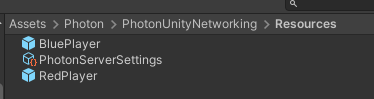 Assets > Photon > PhotonUnityNetworking > Resources
BluePlayer
PhotonServerSettings
RedPlayer